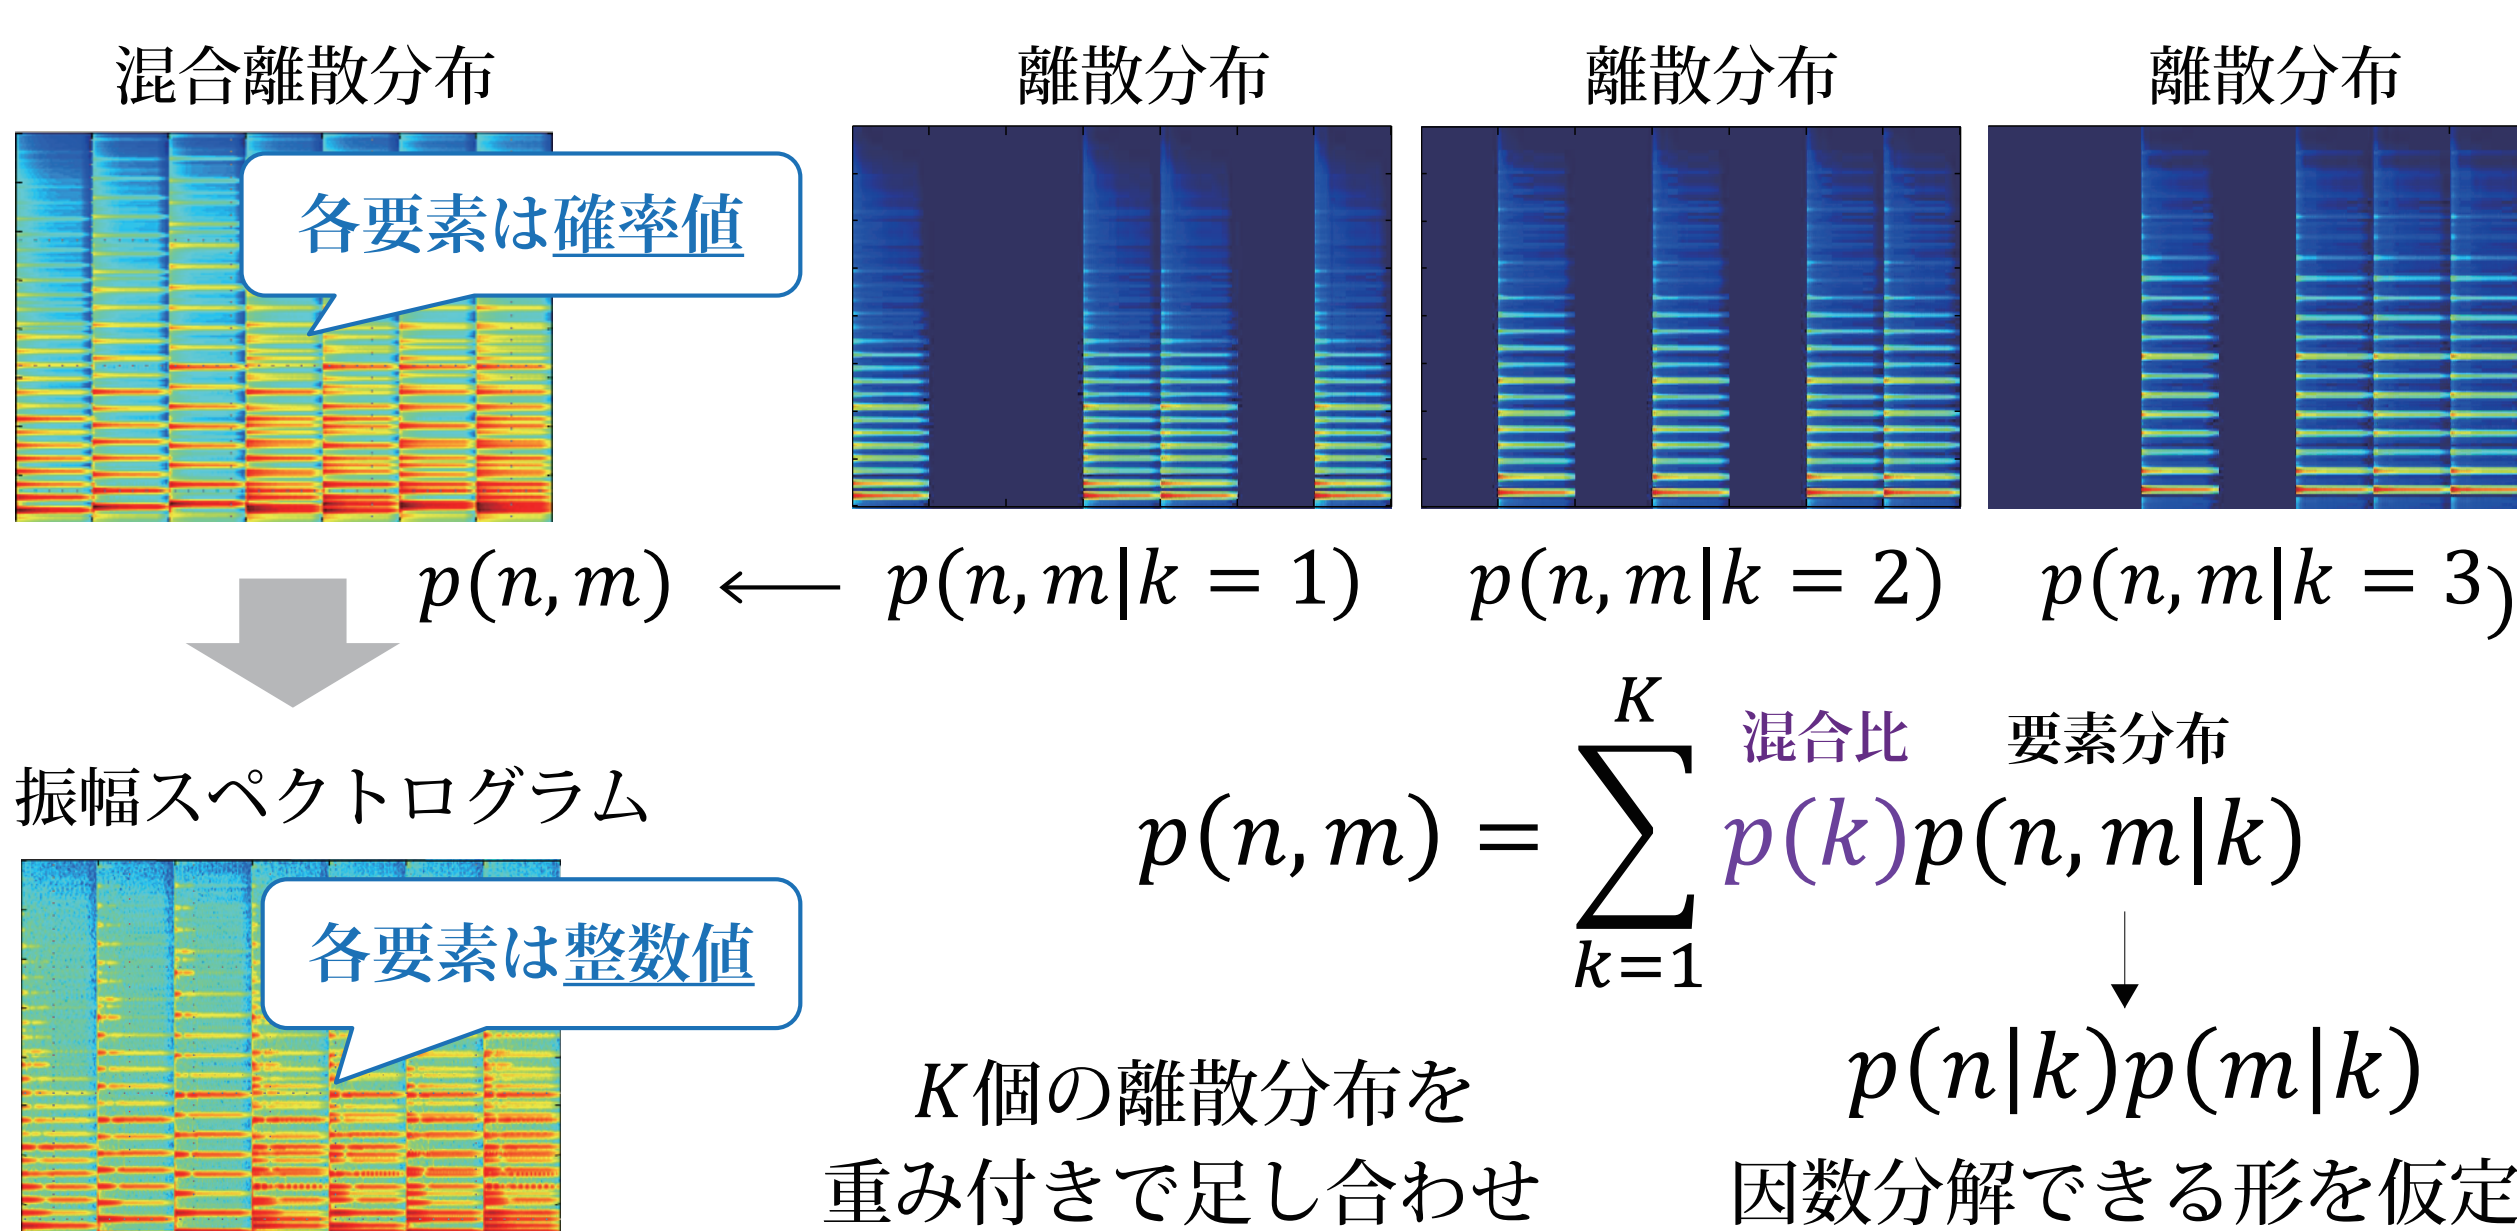 混合離散分布
離散分布
離散分布
離散分布
各要素は確率値
p(n, m) ← p(n, m|k = 1)
p(n, m|k = 2)
p(n, m|k = 3)
振幅スペクトログラム
各要素は整数値
混合比
要素分布
K
p(n, m) = ∑ p(k)p(n, m|k)
k=1
p(n|k)p(m|k)
K個の離散分布を
重み付きで足し合わせ
因数分解できる形を仮定